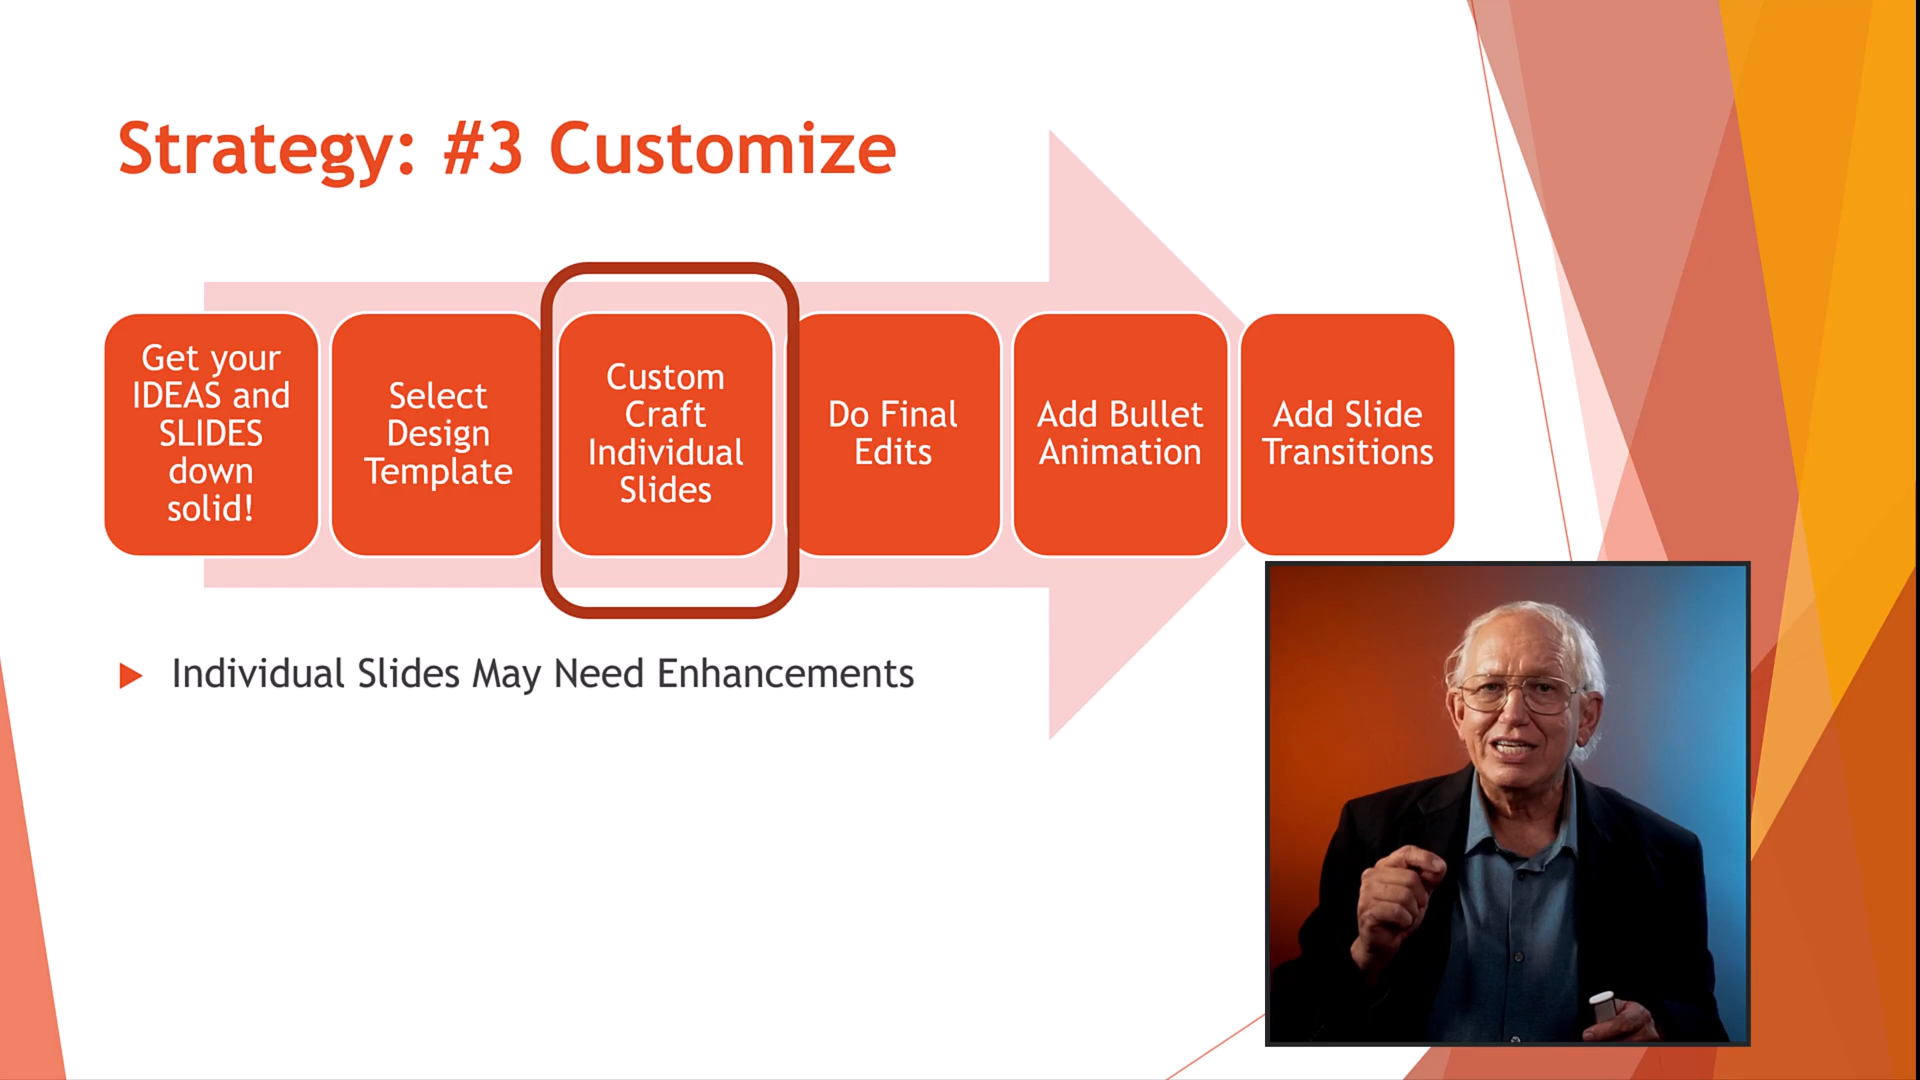 Strategy: #3 Customize
Get your
IDEAS and
SLIDES
down
solid!
Select
Design
Template
Custom
Craft
Individual
Slides
Do Final
Edits
Add Bullet
Animation
Add Slide
Transitions
Individual Slides May Need Enhancements